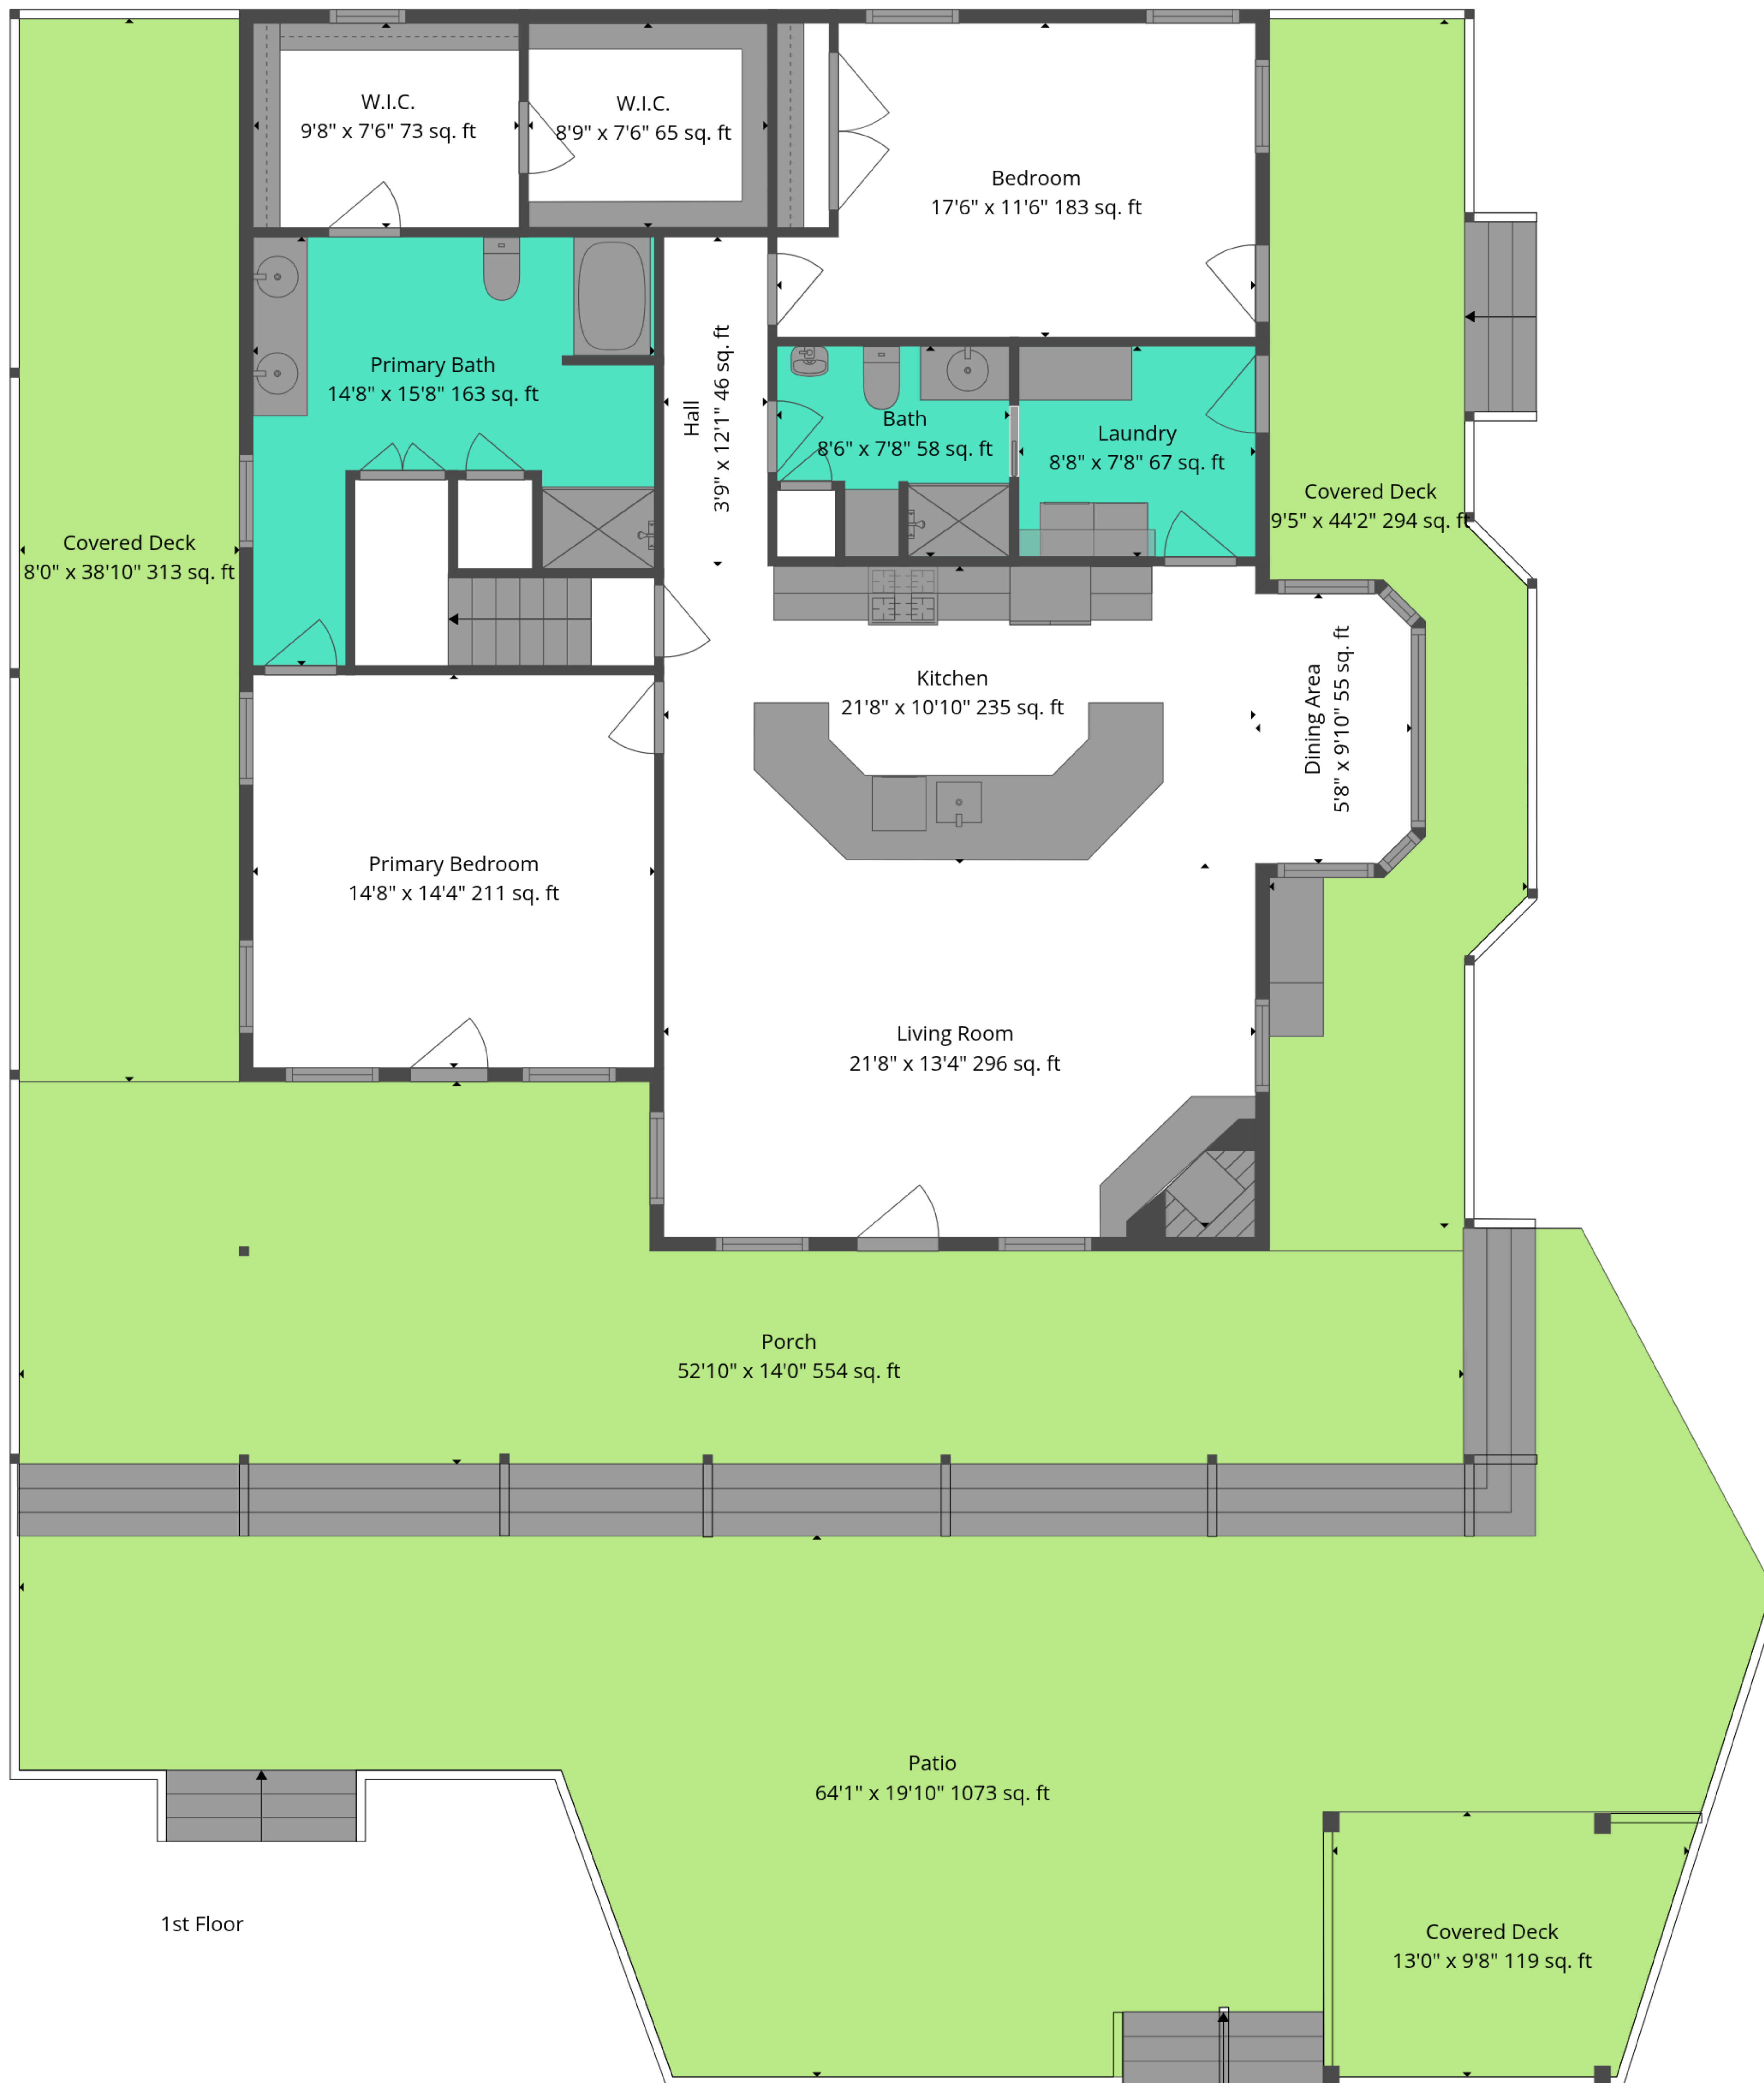 W.I.C.
9'8" x 7'6" 73 sq. ft
W.I.C.
8'9" x 7'6" 65 sq. ft
Bedroom
17'6" x 11'6" 183 sq. ft
Primary Bath
14'8" x 15'8" 163 sq. ft
Hall
3'9" x 12'1" 46 sq. ft
Bath
8'6" x 7'8" 58 sq. ft
Laundry
8'8" x 7'8" 67 sq. ft
Covered Deck
9'5" x 44'2" 294 sq. ft
Covered Deck
8'0" x 38'10" 313 sq. ft
Kitchen
21'8" x 10'10" 235 sq. ft
Dining Area
5'8" x 9'10" 55 sq. ft
Primary Bedroom
14'8" x 14'4" 211 sq. ft
Living Room
21'8" x 13'4" 296 sq. ft
Porch
52'10" x 14'0" 554 sq. ft
Patio
64'1" x 19'10" 1073 sq. ft
1st Floor
Covered Deck
13'0" x 9'8" 119 sq. ft